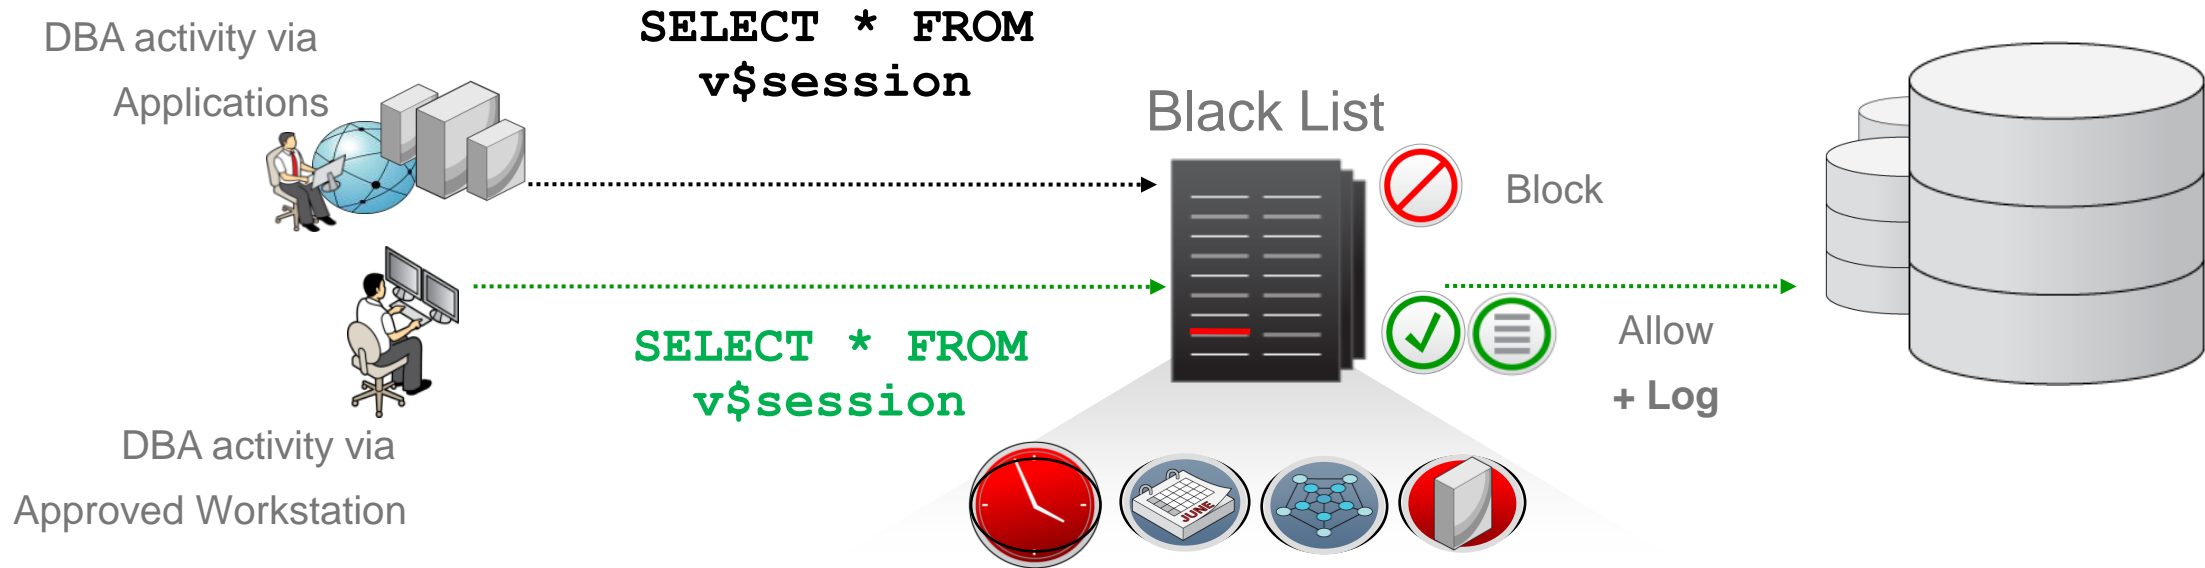 DBA activity via
Applications
SELECT * FROM
v$session
Black List
Block
SELECT * FROM
v$session
Allow
+ Log
DBA activity via
Approved Workstation
JUNE